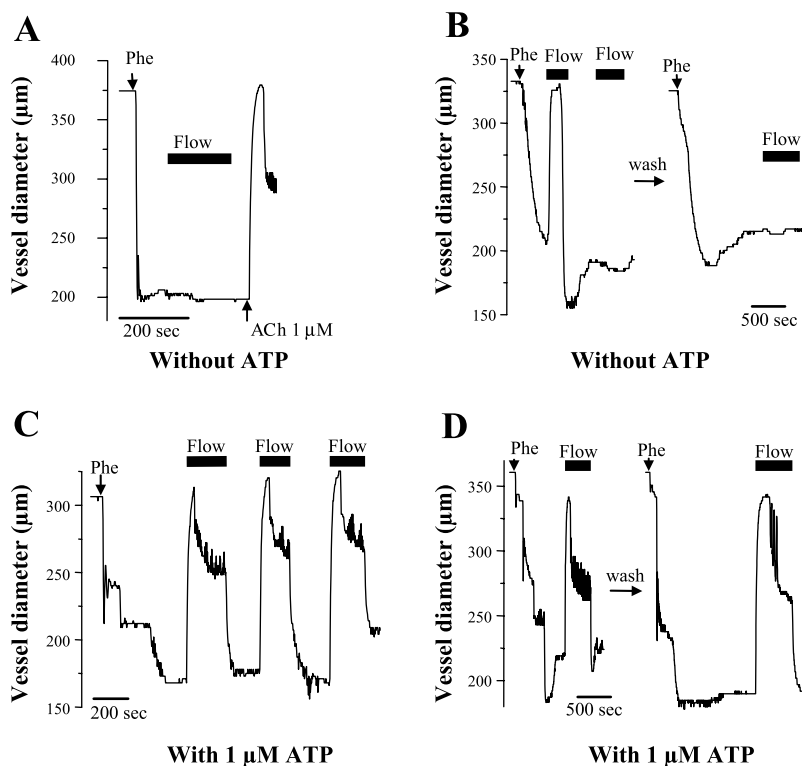 A
Phe
Flow
400
350
300
250
200
Vessel diameter (µm)
200 sec
ACh 1 µM
Without ATP
B
Phe
Flow
Flow
Phe
Flow
wash
350
300
250
200
150
Vessel diameter (µm)
500 sec
Without ATP
C
Phe
Flow
Flow
Flow
300
250
200
150
Vessel diameter (µm)
200 sec
With 1 µM ATP
D
Phe
Flow
Phe
Flow
wash
350
300
250
200
Vessel diameter (µm)
500 sec
With 1 µM ATP